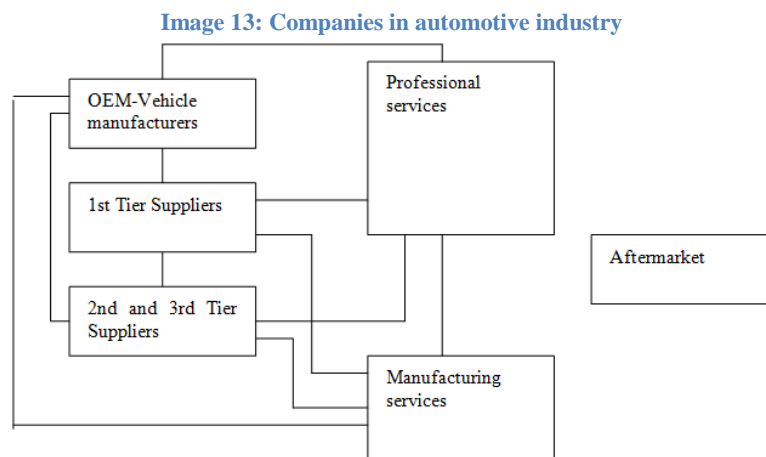 Image 13: Companies in automotive industry
OEM-Vehicle
manufacturers
Professional
services
1st Tier Suppliers
Aftermarket
2nd and 3rd Tier
Suppliers
Manufacturing
services